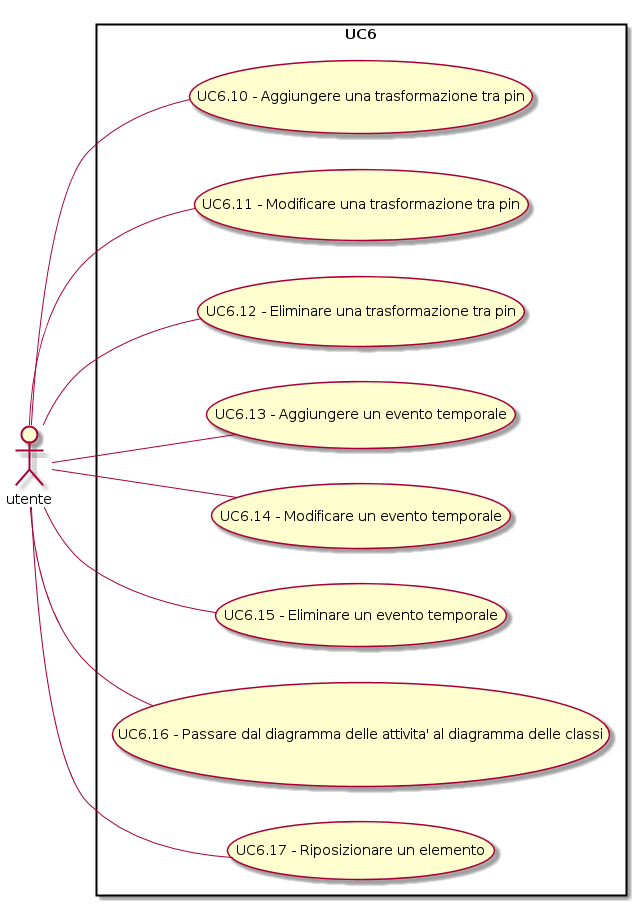 UC6
UC6.10 - Aggiungere una trasformazione tra pin
UC6.11 - Modificare una trasformazione tra pin
UC6.12 - Eliminare una trasformazione tra pin
UC6.13 - Aggiungere un evento temporale
utente
UC6.14 - Modificare un evento temporale
UC6.15 - Eliminare un evento temporale
UC6.16 - Passare dal diagramma delle attivita' al diagramma delle classi
UC6.17 - Riposizionare un elemento